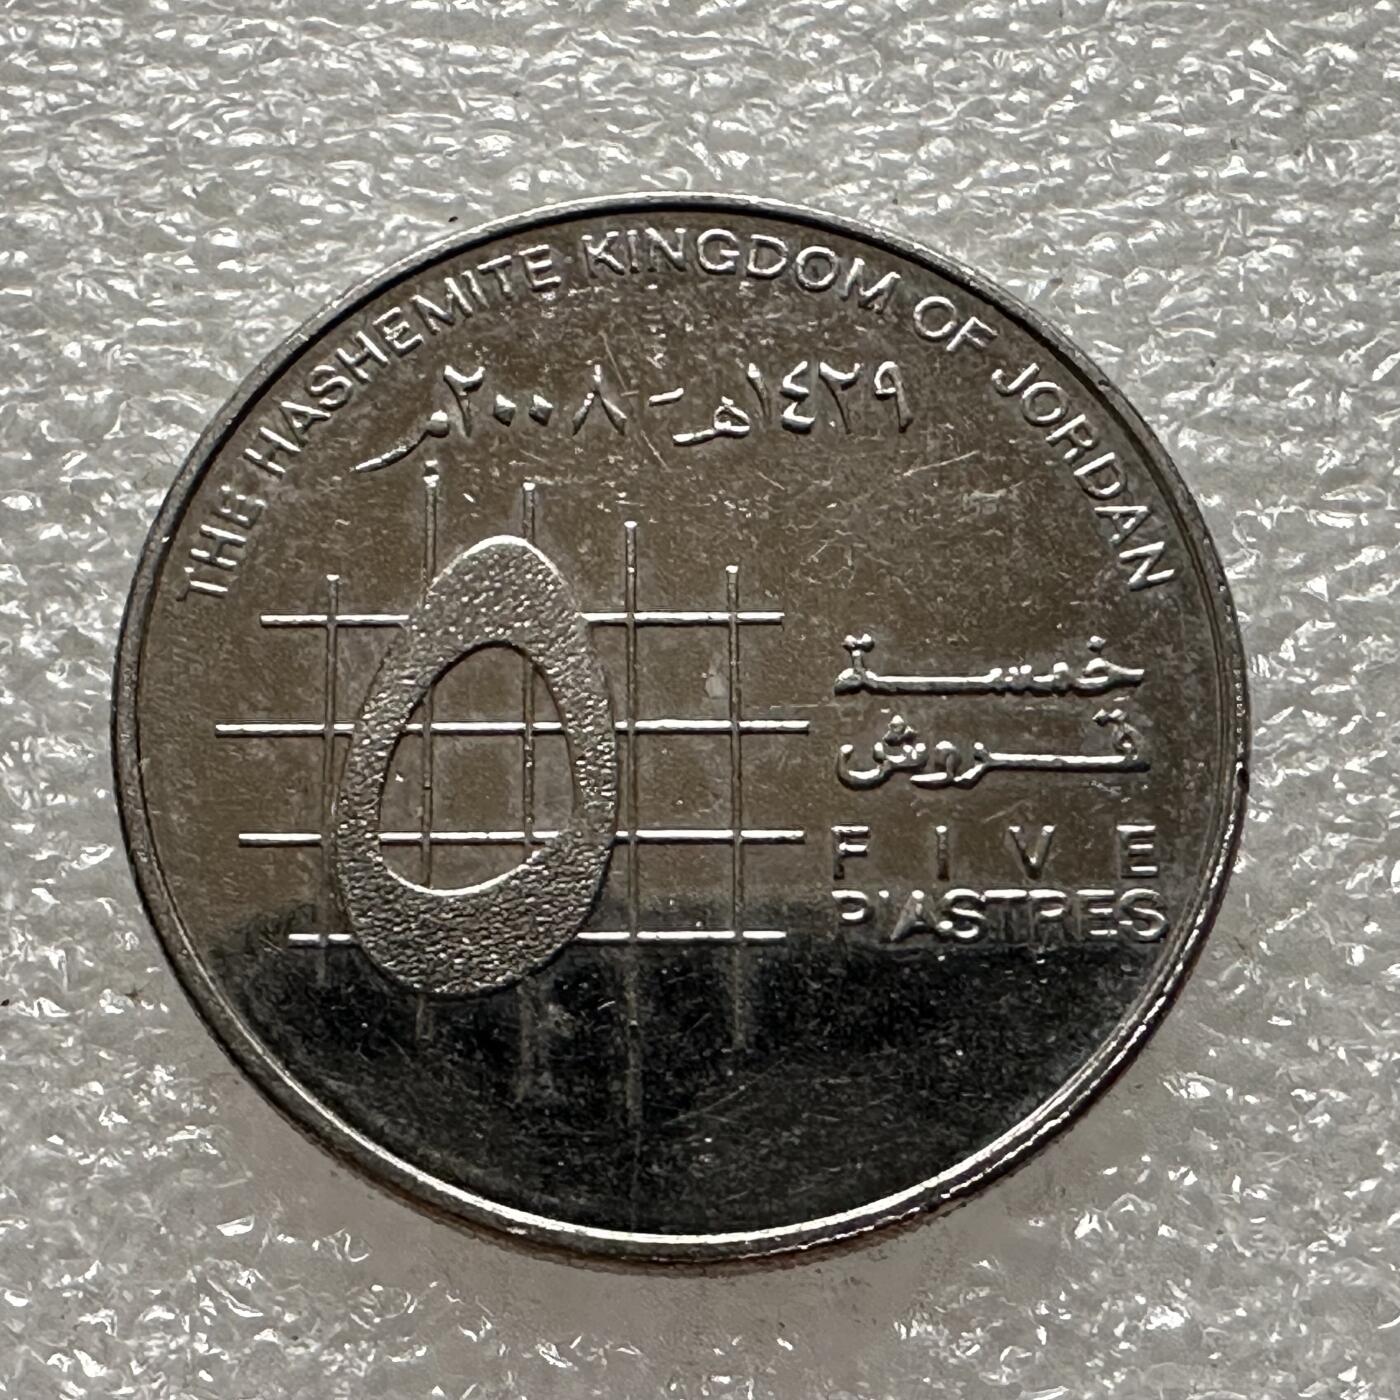 THE HASHEMITE KINGDOM OF JORDAN
١٤٢٩هـ - ٢٠٠٨م
٥
خمسة
قروش
FIVE
PIASTRES